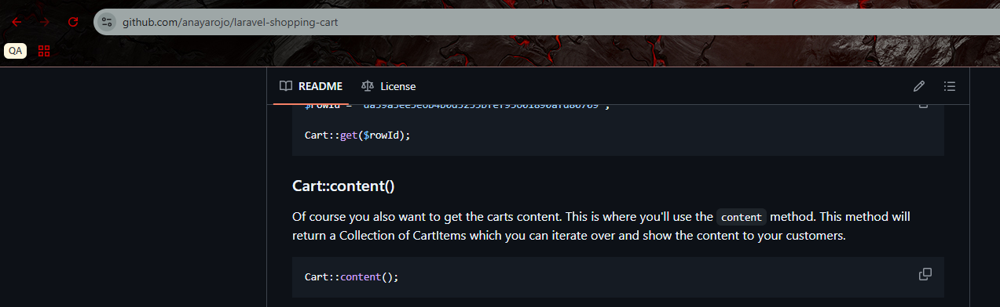 github.com/anayarojo/laravel-shopping-cart
QA
README
License
Cart::get($rowId);
Cart::content()
Of course you also want to get the carts content. This is where you'll use the content method. This method will
return a Collection of CartItems which you can iterate over and show the content to your customers.
Cart::content();